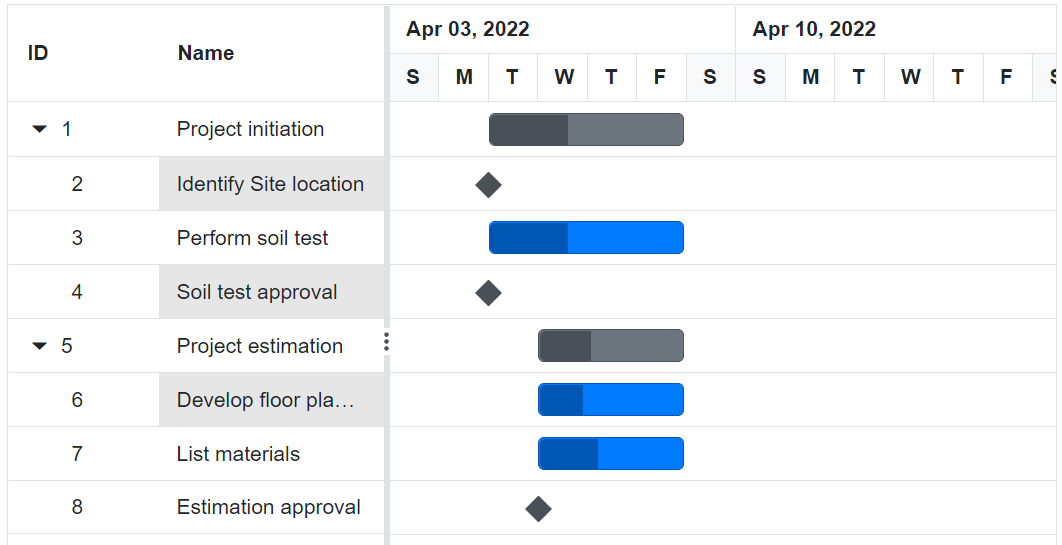 ID Name Apr 03, 2022 Apr 10, 2022
S M T W T F S S M T W T F S
1 Project initiation
2 Identify Site location
3 Perform soil test
4 Soil test approval
5 Project estimation
6 Develop floor pla…
7 List materials
8 Estimation approval